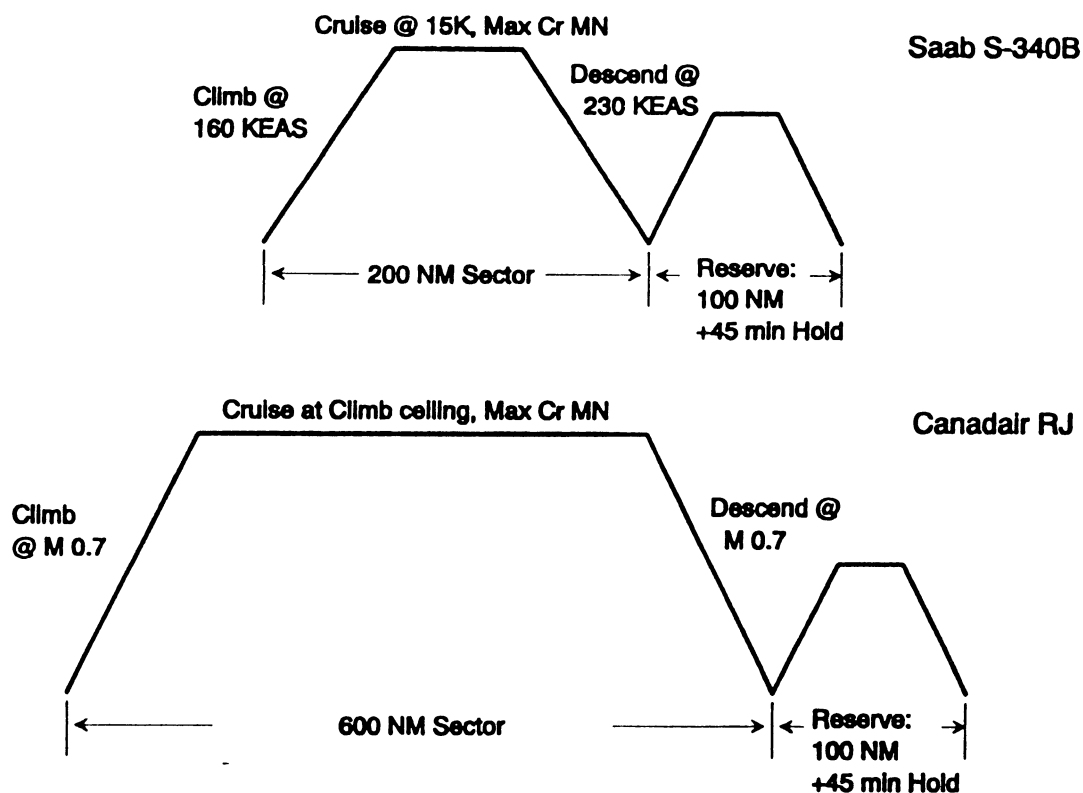 Cruise @ 15K, Max Cr MN
Saab S-340B
Climb @
160 KEAS
Descend @
230 KEAS
200 NM Sector
Reserve:
100 NM
+45 min Hold
Cruise at Climb ceiling, Max Cr MN
Canadair RJ
Climb
@ M 0.7
Descend @
M 0.7
600 NM Sector
Reserve:
100 NM
+45 min Hold